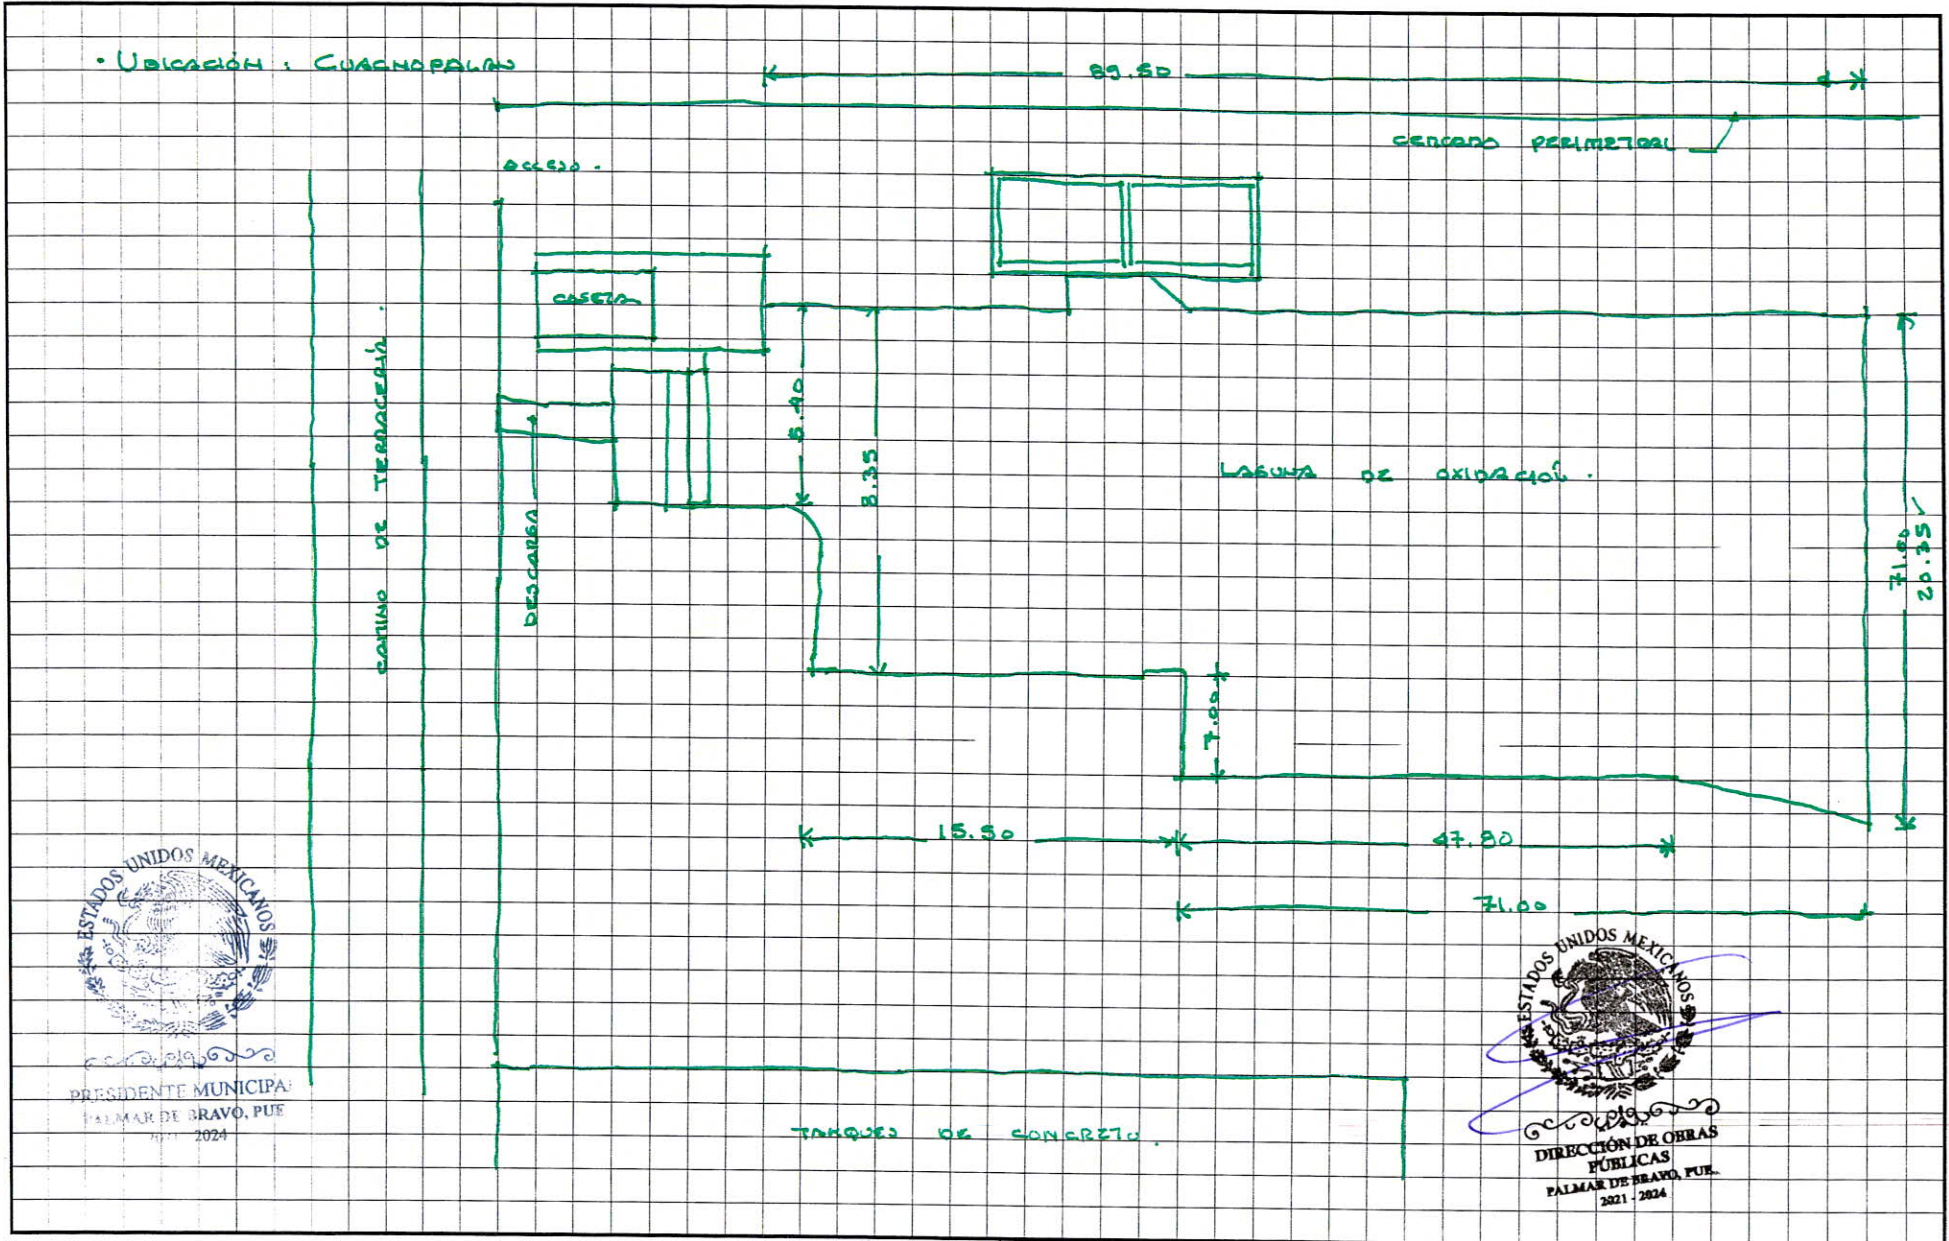 · UBICACIÓN : CUACNOPALAN
89.50
CERCADO PERIMETRAL
ACCESO.
CASETA
CAMINO DE TERRACERÍA.
DESCARGA
5.40
8.35
LAGUNA DE OXIDACIÓN.
71.00
20.35
7.00
15.50
47.80
71.00
TANQUES DE CONCRETO.
ESTADOS UNIDOS MEXICANOS
PRESIDENTE MUNICIPA
PALMAR DE BRAVO, PUE
2024
ESTADOS UNIDOS MEXICANOS
DIRECCIÓN DE OBRAS
PÚBLICAS
PALMAR DE BRAVO, PUE.
2021 - 2024